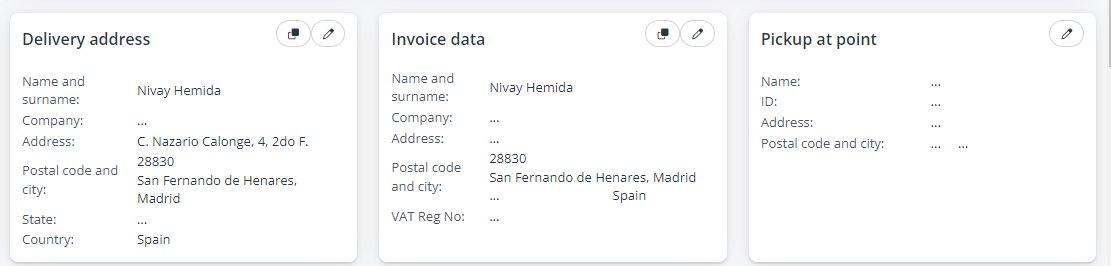 Delivery address
Name and
surname:
Nivay Hemida
Company:
...
Address:
C. Nazario Calonge, 4, 2do F.
Postal code and
city:
28830
San Fernando de Henares,
Madrid
State:
...
Country:
Spain
Invoice data
Name and
surname:
Nivay Hemida
Company:
...
Address:
...
Postal code
and city:
28830
San Fernando de Henares, Madrid
... Spain
VAT Reg No:
...
Pickup at point
Name:
...
ID:
...
Address:
...
Postal code and city:
... ...